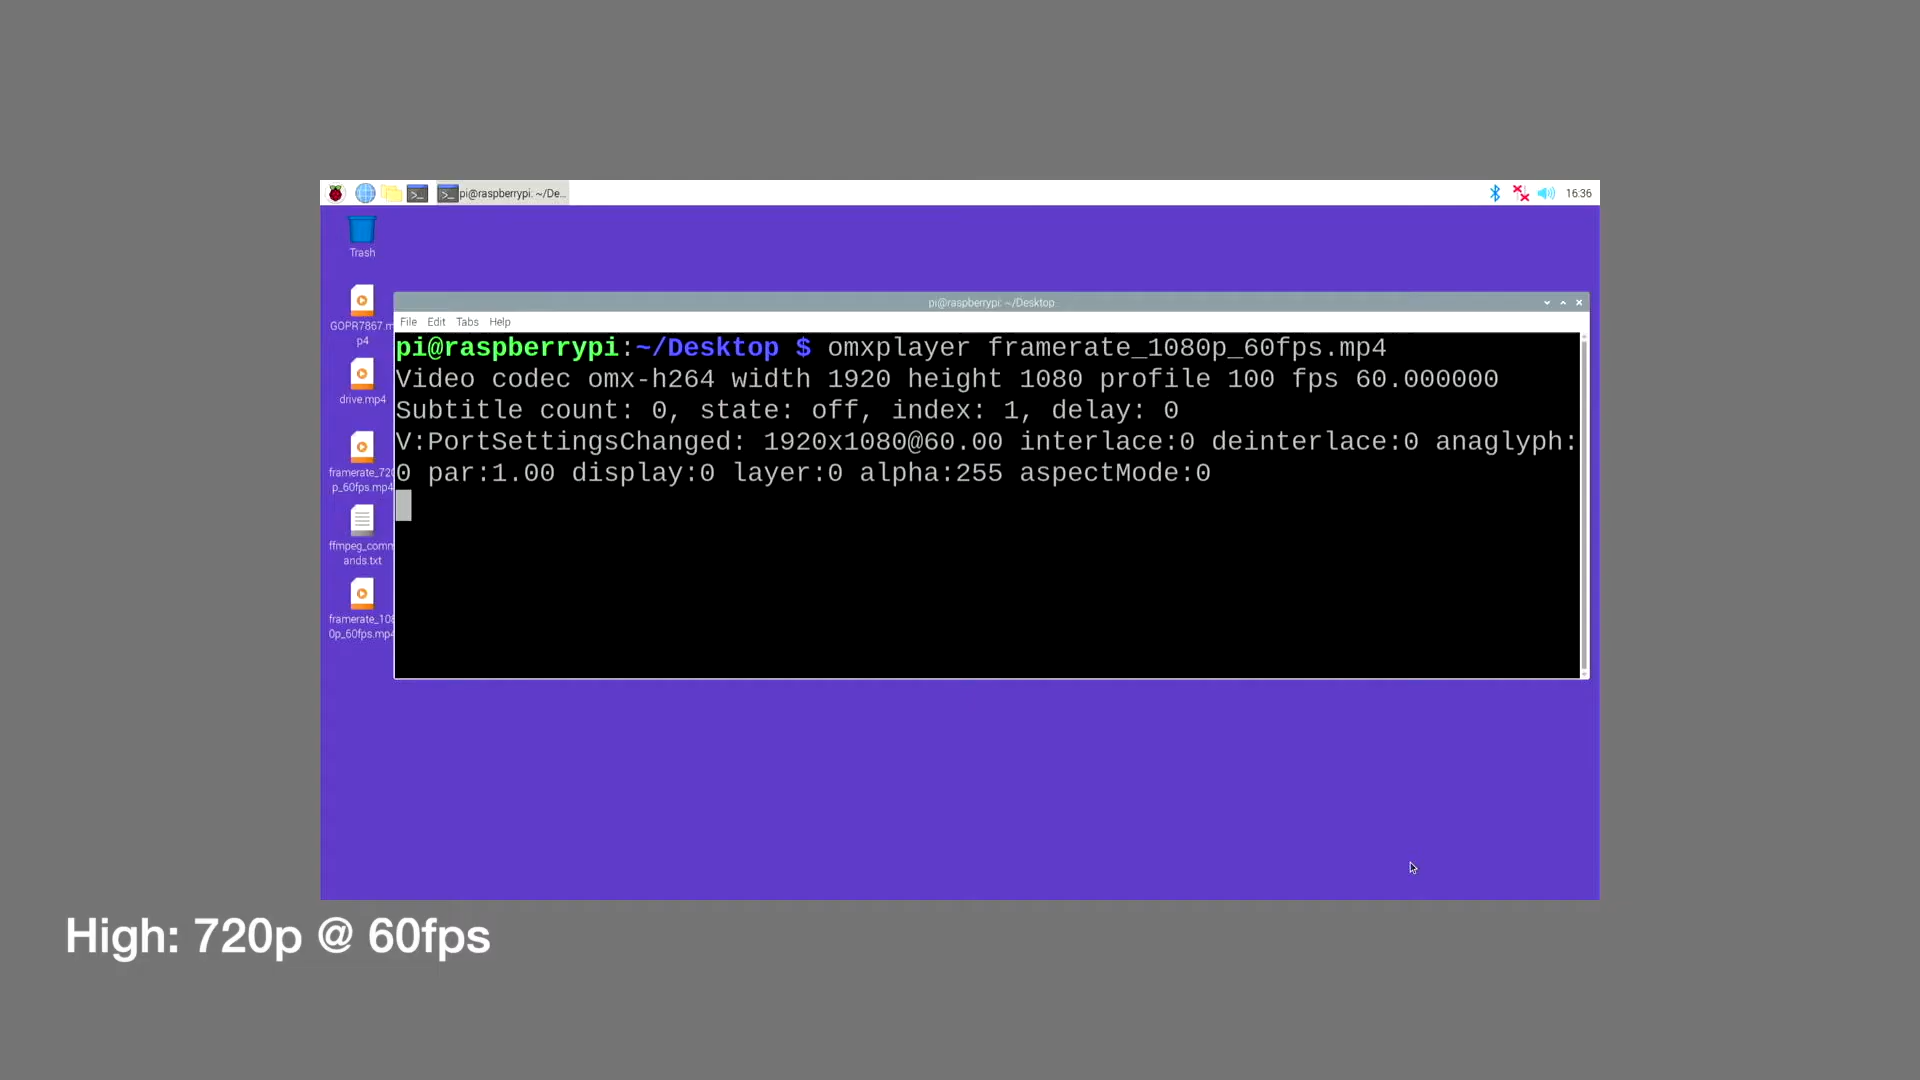 pi@raspberrypi: ~/De...
16:36
Trash
GOPR7867.m
p4
drive.mp4
framerate_720
p_60fps.mp4
ffmpeg_comm
ands.txt
framerate_108
0p_60fps.mp4
pi@raspberrypi: ~/Desktop
File Edit Tabs Help
pi@raspberrypi:~/Desktop $ omxplayer framerate_1080p_60fps.mp4
Video codec omx-h264 width 1920 height 1080 profile 100 fps 60.000000
Subtitle count: 0, state: off, index: 1, delay: 0
V:PortSettingsChanged: 1920x1080@60.00 interlace:0 deinterlace:0 anaglyph:
0 par:1.00 display:0 layer:0 alpha:255 aspectMode:0
High: 720p @ 60fps